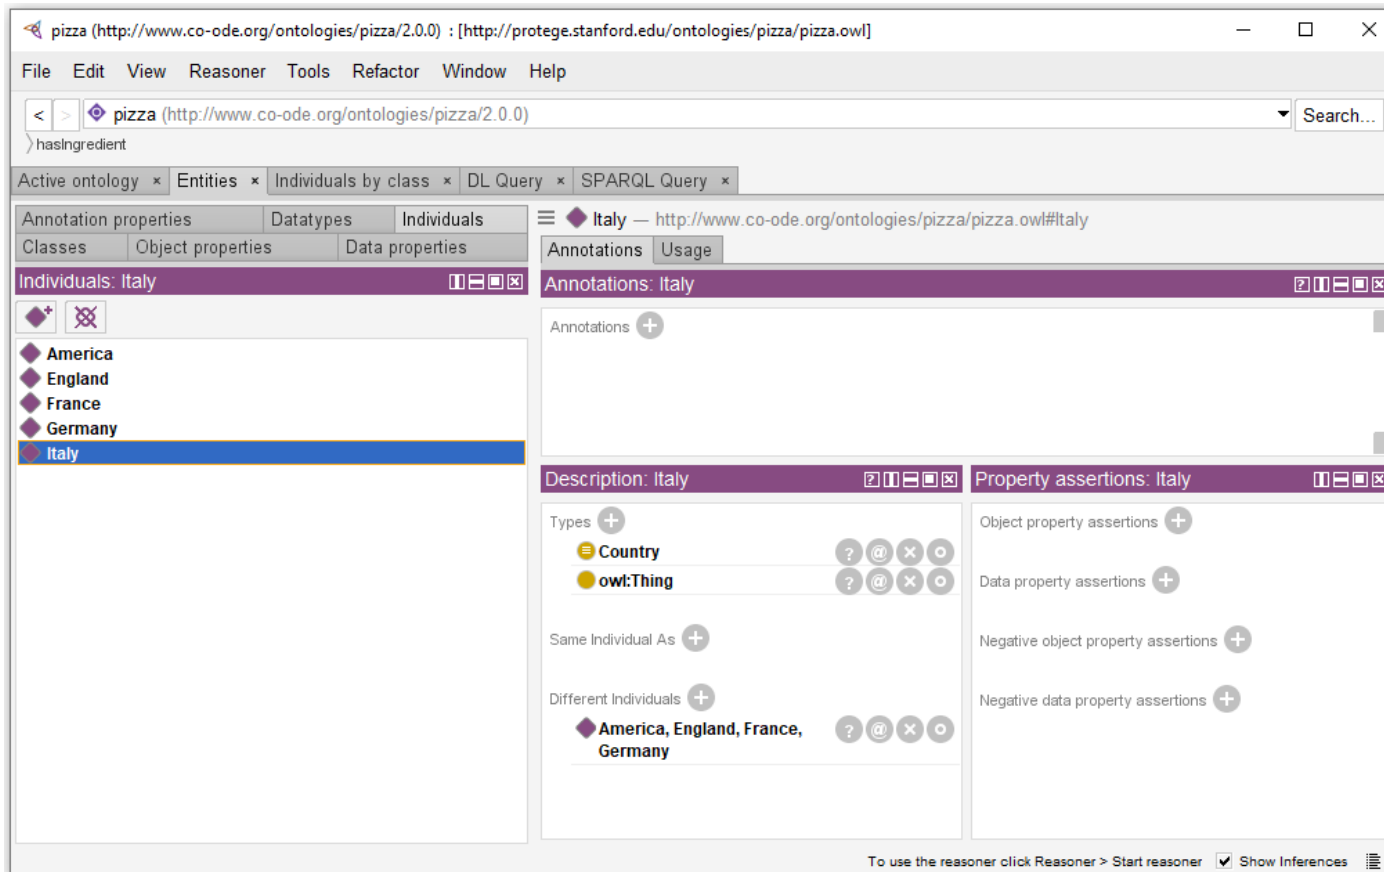 pizza (http://www.co-ode.org/ontologies/pizza/2.0.0) : [http://protege.stanford.edu/ontologies/pizza/pizza.owl]
File Edit View Reasoner Tools Refactor Window Help
< > pizza (http://www.co-ode.org/ontologies/pizza/2.0.0) Search...
hasIngredient
Active ontology × Entities × Individuals by class × DL Query × SPARQL Query ×
Annotation properties Datatypes Individuals
Classes Object properties Data properties
Individuals: Italy
America
England
France
Germany
Italy
Italy — http://www.co-ode.org/ontologies/pizza/pizza.owl#Italy
Annotations Usage
Annotations: Italy
Annotations
Description: Italy
Types
Country
owl:Thing
Same Individual As
Different Individuals
America, England, France,
Germany
Property assertions: Italy
Object property assertions
Data property assertions
Negative object property assertions
Negative data property assertions
To use the reasoner click Reasoner > Start reasoner Show Inferences